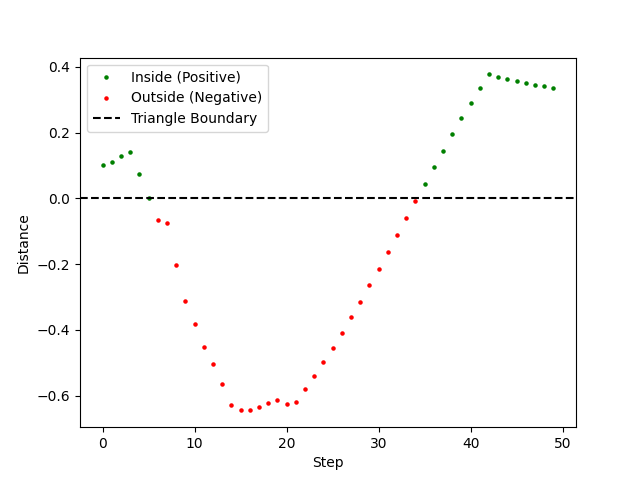 0.4
0.2
0.0
−0.2
−0.4
−0.6
Distance
Inside (Positive)
Outside (Negative)
Triangle Boundary
0 10 20 30 40 50
Step